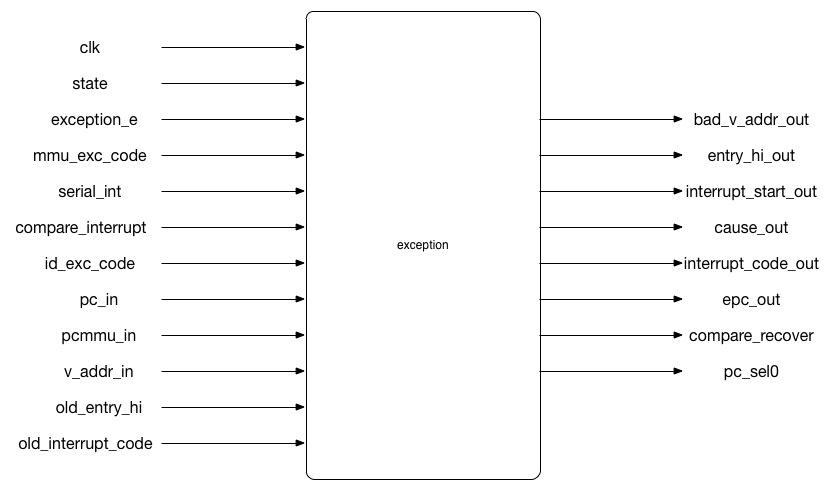 clk
state
exception_e
mmu_exc_code
serial_int
compare_interrupt
id_exc_code
pc_in
pcmmu_in
v_addr_in
old_entry_hi
old_interrupt_code
exception
bad_v_addr_out
entry_hi_out
interrupt_start_out
cause_out
interrupt_code_out
epc_out
compare_recover
pc_sel0